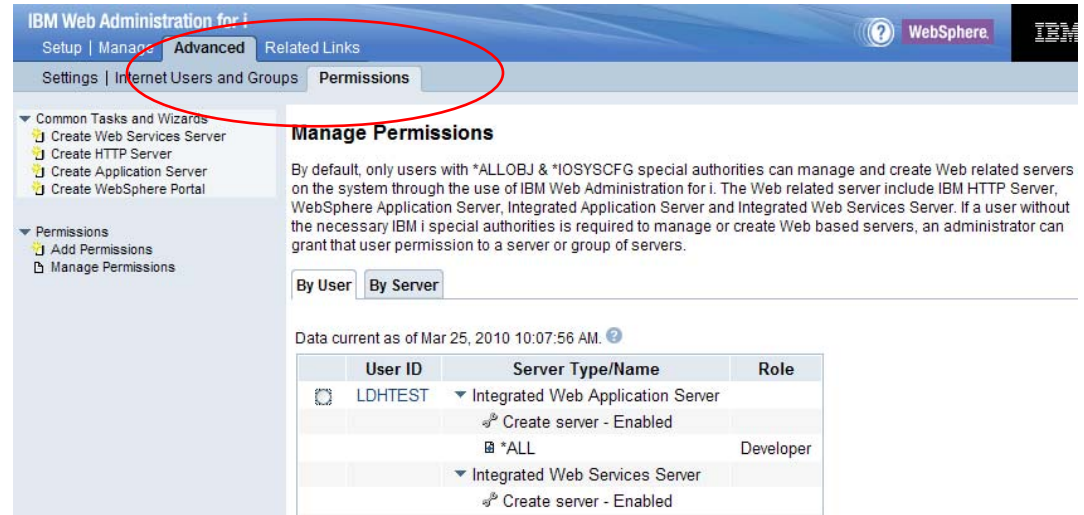 IBM Web Administration for i
Setup | Manage Advanced Related Links
WebSphere.
IBM
Settings | Internet Users and Groups Permissions
Common Tasks and Wizards
Create Web Services Server
Create HTTP Server
Create Application Server
Create WebSphere Portal
Permissions
Add Permissions
Manage Permissions
Manage Permissions
By default, only users with *ALLOBJ & *IOSYSCFG special authorities can manage and create Web related servers
on the system through the use of IBM Web Administration for i. The Web related server include IBM HTTP Server,
WebSphere Application Server, Integrated Application Server and Integrated Web Services Server. If a user without
the necessary IBM i special authorities is required to manage or create Web based servers, an administrator can
grant that user permission to a server or group of servers.
By User By Server
Data current as of Mar 25, 2010 10:07:56 AM.
User ID Server Type/Name Role
LDHTEST Integrated Web Application Server
Create server - Enabled
*ALL Developer
Integrated Web Services Server
Create server - Enabled